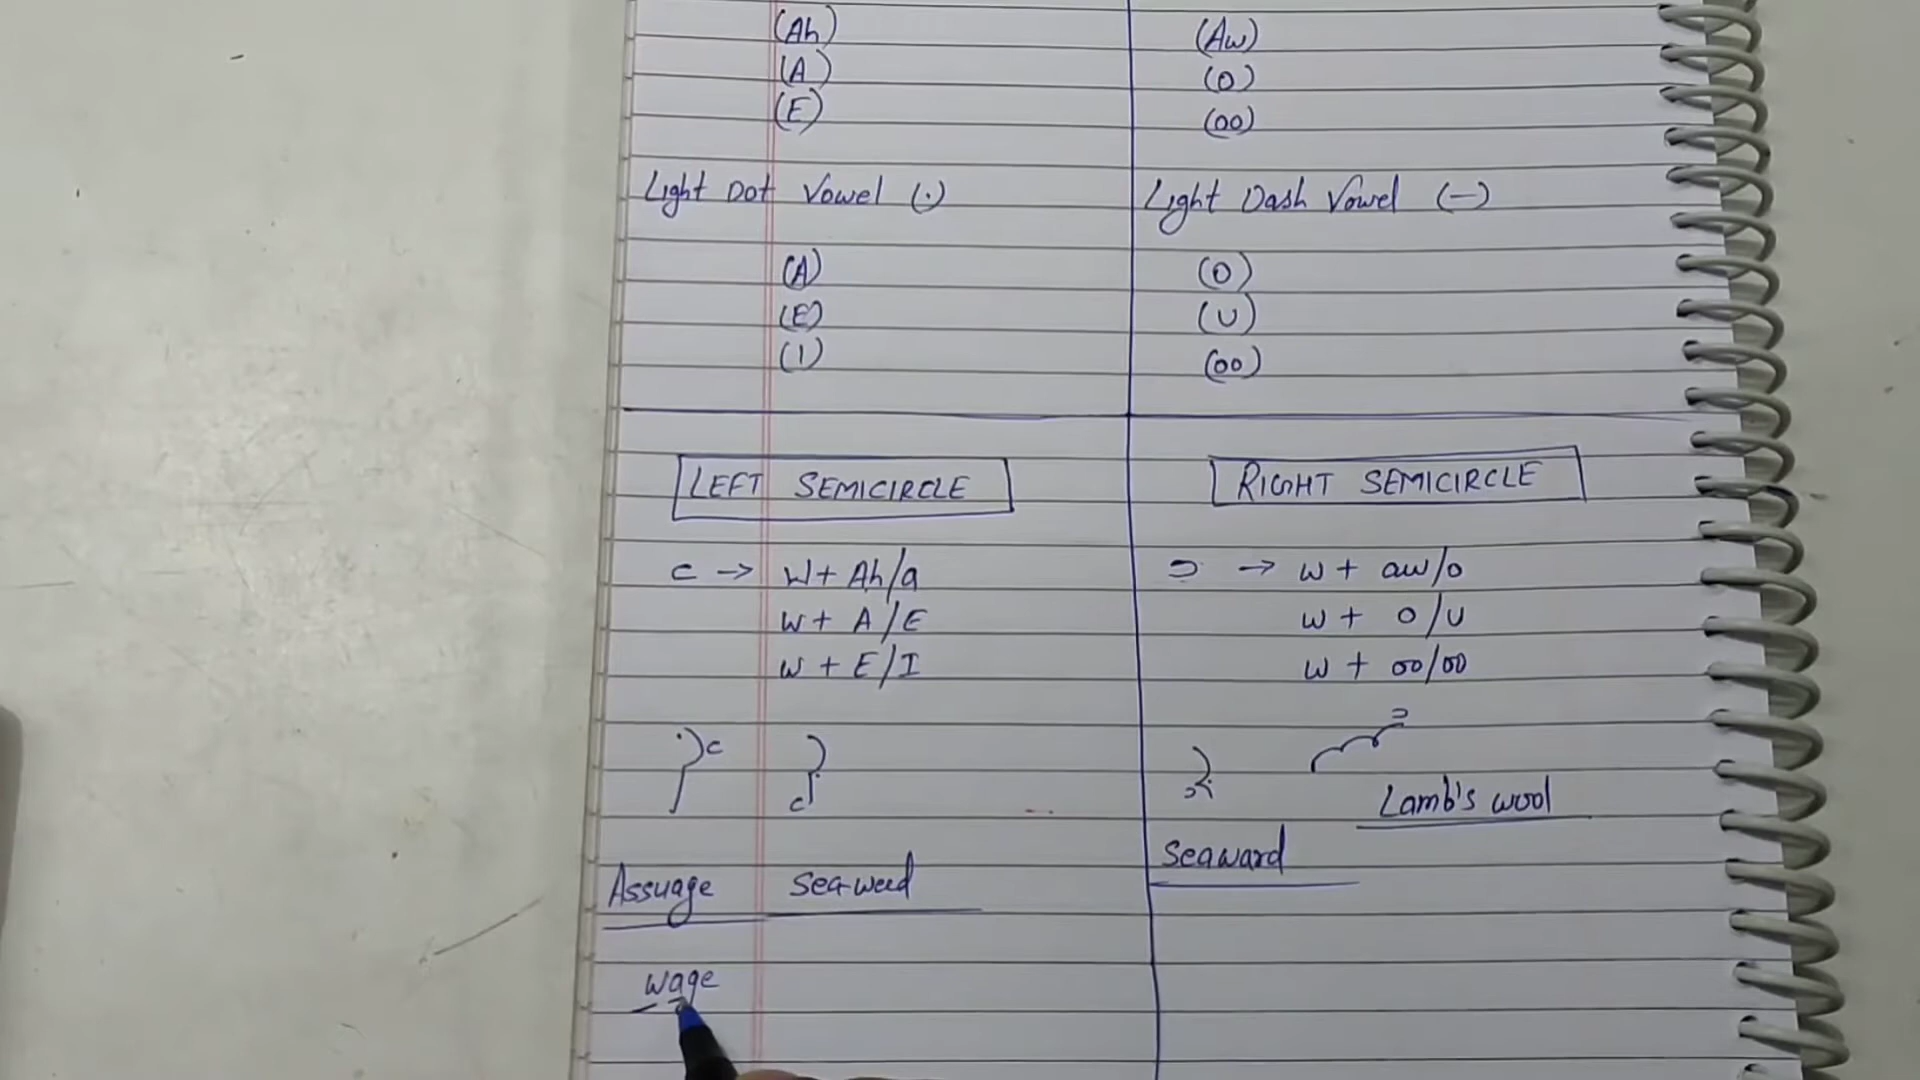 (Ah) (Aw)
(A) (O)
(E) (oo)
Light Dot Vowel (.) Light Dash Vowel (—)
(A) (O)
(E) (U)
(I) (oo)
LEFT SEMICIRCLE RIGHT SEMICIRCLE
c → W + Ah/a ɔ → w + aw/o
w + A/E w + o/u
w + E/I w + oo/oo
Lamb's wool
Seaward
Assuage Sea-weed
wage